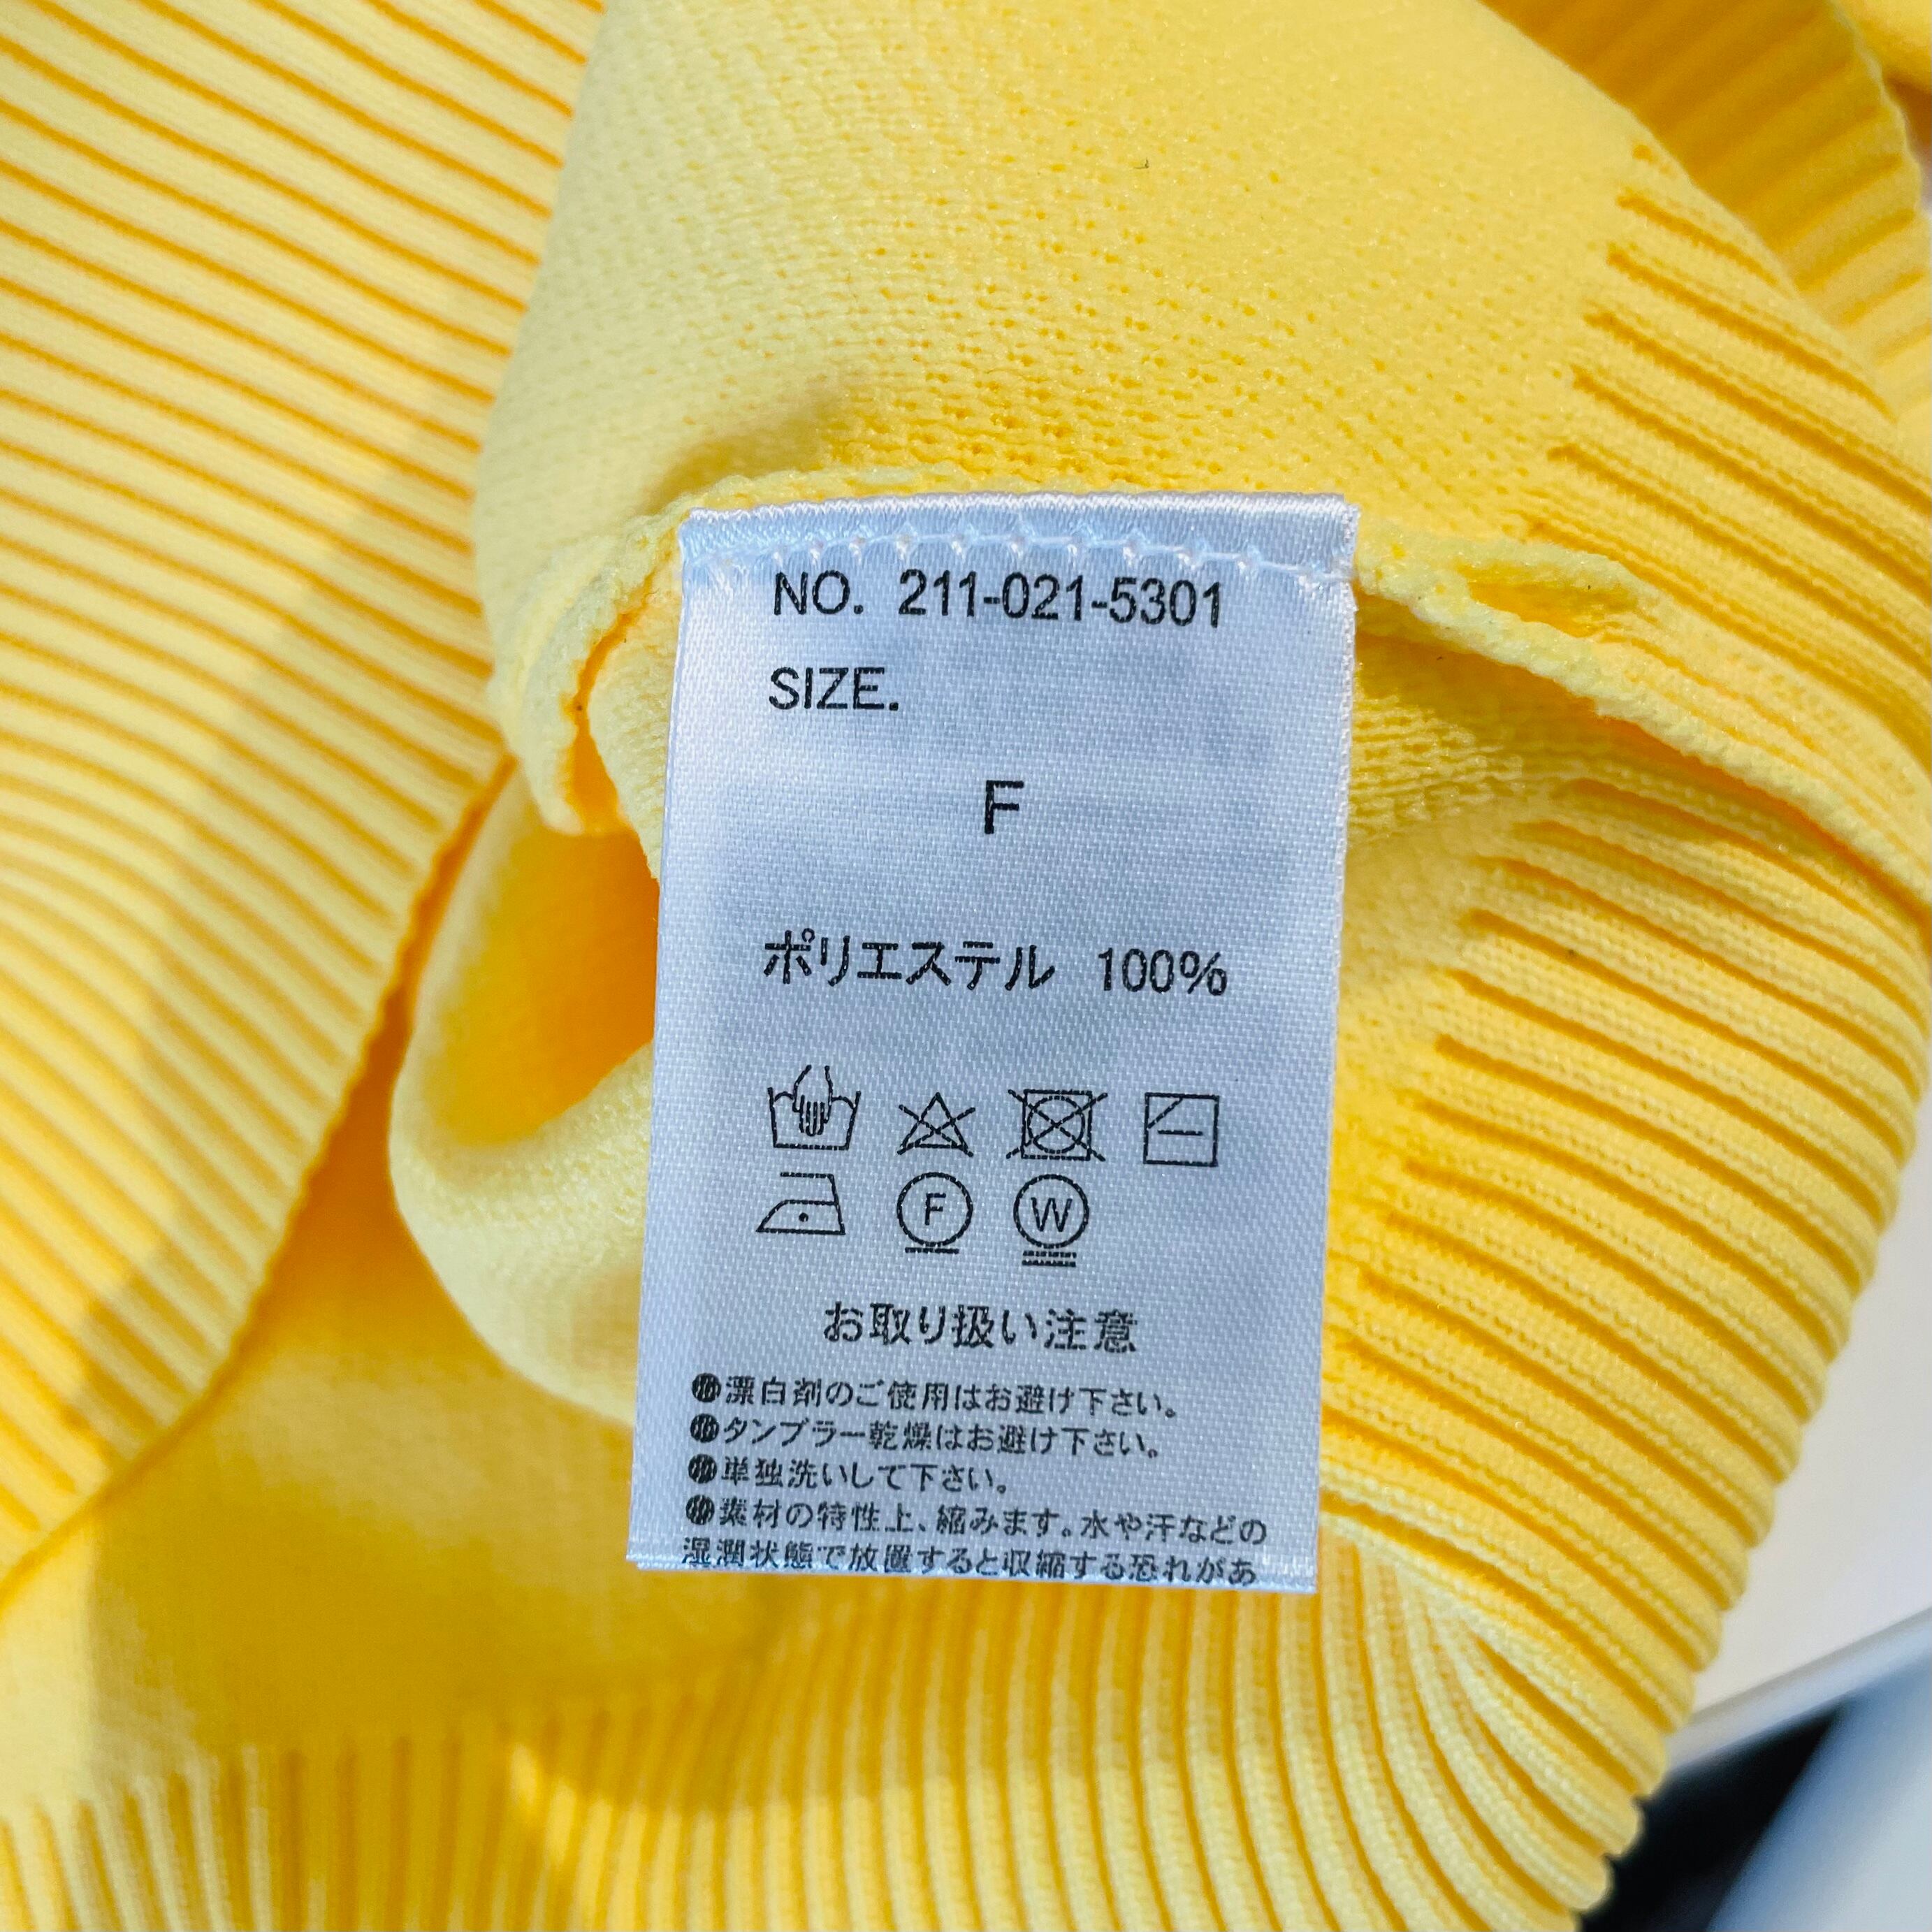 NO. 211-021-5301
SIZE.
F
ポリエステル 100%
F W
お取り扱い注意
●漂白剤のご使用はお避け下さい。
●タンブラー乾燥はお避け下さい。
●単独洗いして下さい。
●素材の特性上、縮みます。水や汗などの
湿潤状態で放置すると収縮する恐れがあ